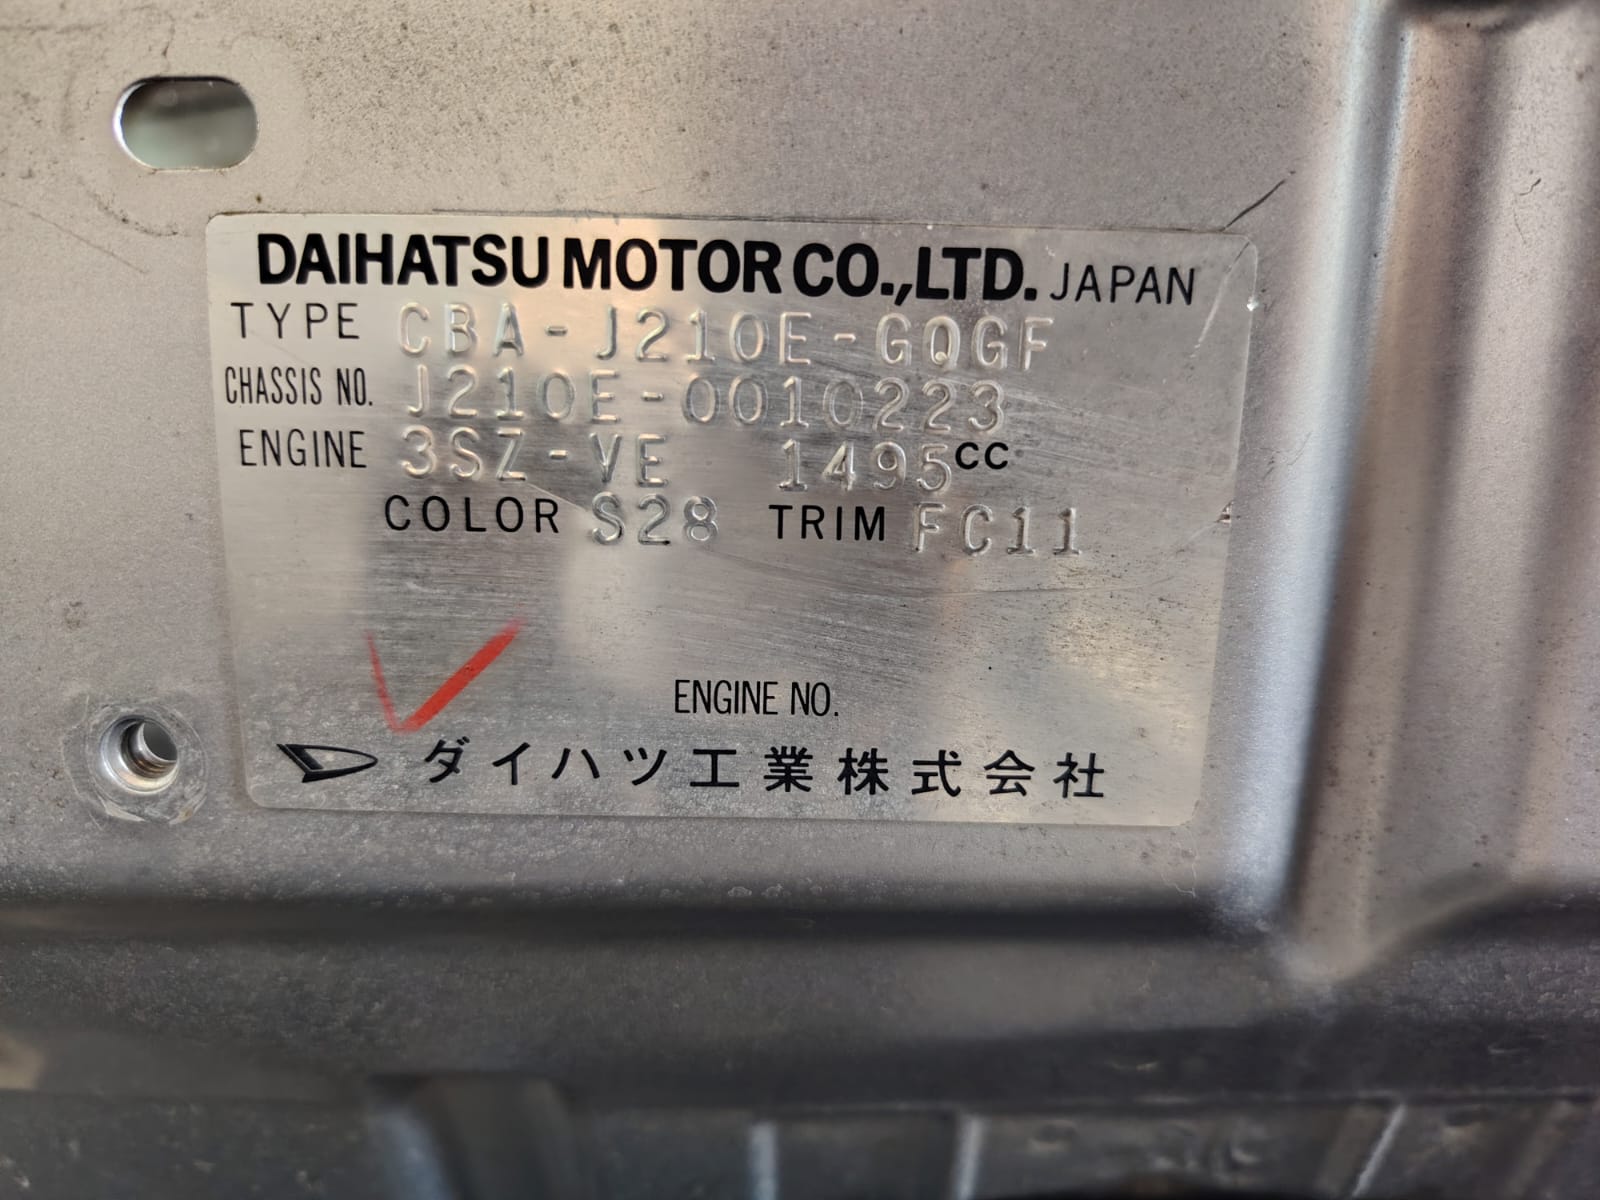 DAIHATSU MOTOR CO.,LTD. JAPAN
TYPE CBA-J210E-GQGF
CHASSIS NO. J210E-0010223
ENGINE 3SZ-VE 1495CC
COLOR S28 TRIM FC11
ENGINE NO.
ダイハツ工業株式会社